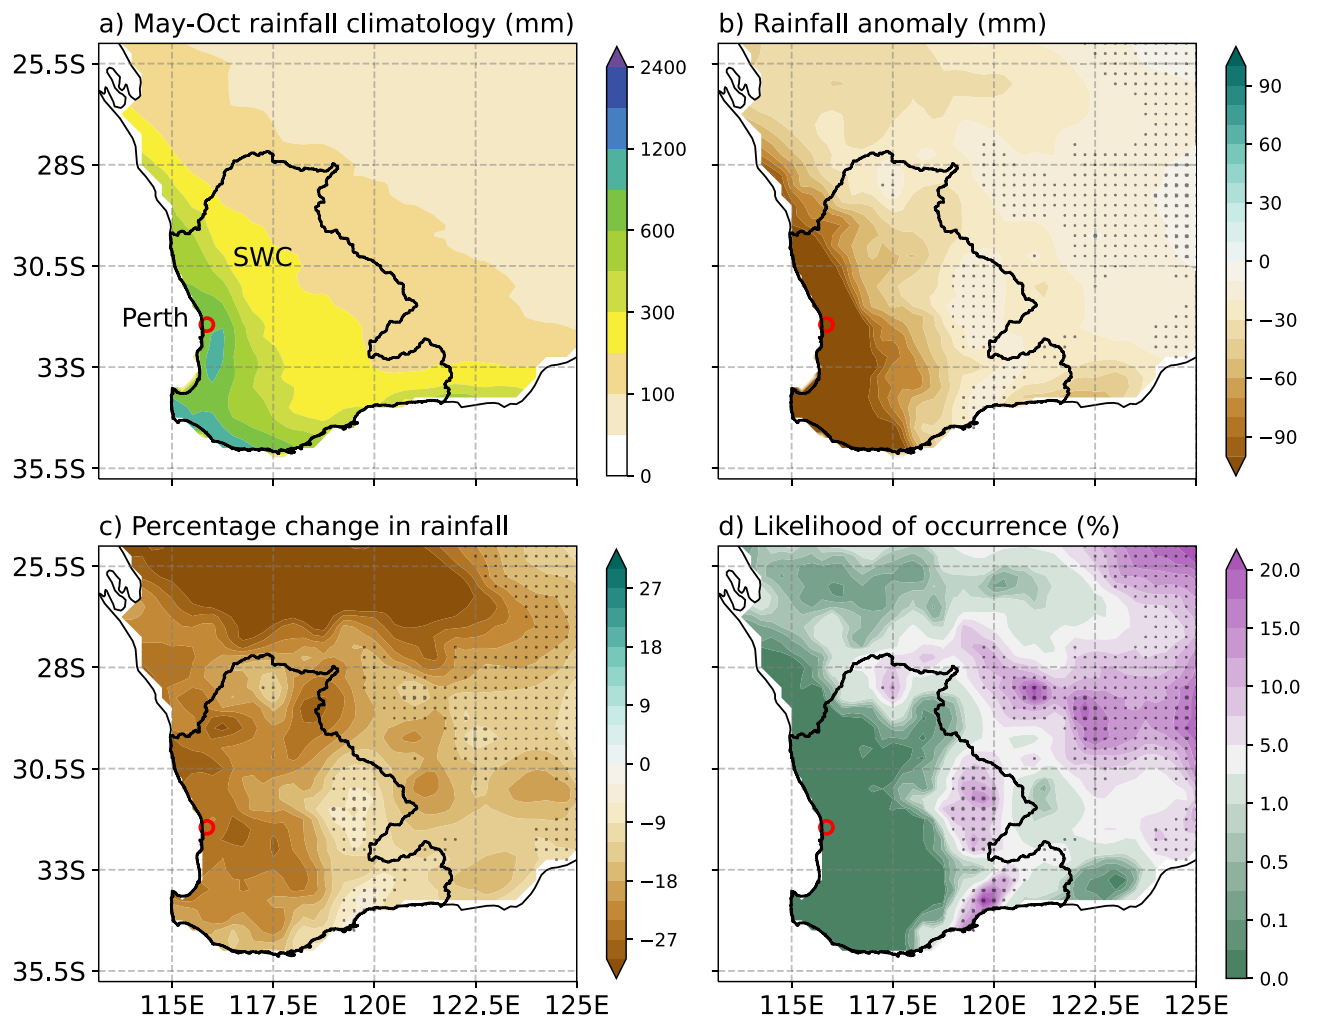 a) May-Oct rainfall climatology (mm)
b) Rainfall anomaly (mm)
25.5S
28S
30.5S
33S
35.5S
SWC
Perth
2400
1200
600
300
100
0
90
60
30
0
−30
−60
−90
c) Percentage change in rainfall
d) Likelihood of occurrence (%)
25.5S
28S
30.5S
33S
35.5S
27
18
9
0
−9
−18
−27
20.0
15.0
10.0
5.0
1.0
0.5
0.1
0.0
115E 117.5E 120E 122.5E 125E
115E 117.5E 120E 122.5E 125E